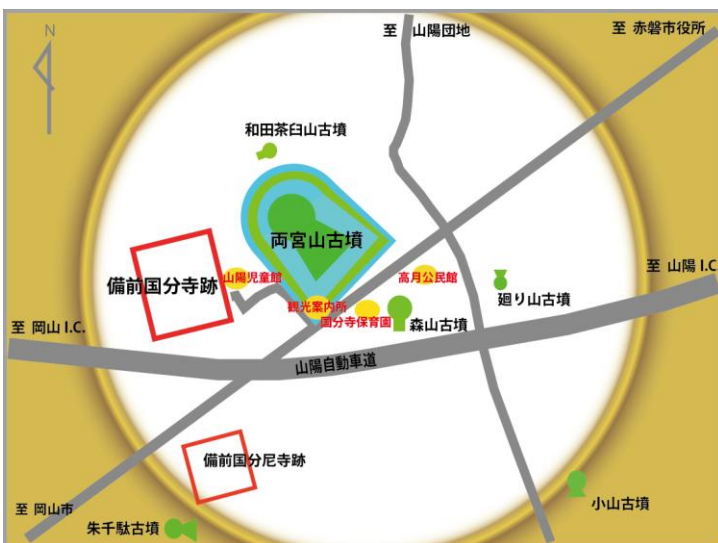 N
至 山陽団地
至 赤磐市役所
和田茶臼山古墳
両宮山古墳
備前国分寺跡
山陽児童館
高月公民館
至 山陽 I.C.
廻り山古墳
観光案内所
国分寺保育園
森山古墳
至 岡山 I.C.
山陽自動車道
備前国分尼寺跡
至 岡山市
朱千駄古墳
小山古墳